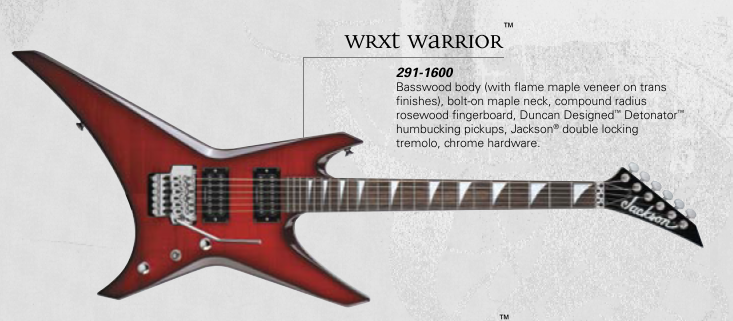 WRXT WARRIOR™
291-1600
Basswood body (with flame maple veneer on trans
finishes), bolt-on maple neck, compound radius
rosewood fingerboard, Duncan Designed™ Detonator™
humbucking pickups, Jackson® double locking
tremolo, chrome hardware.
Jackson
™